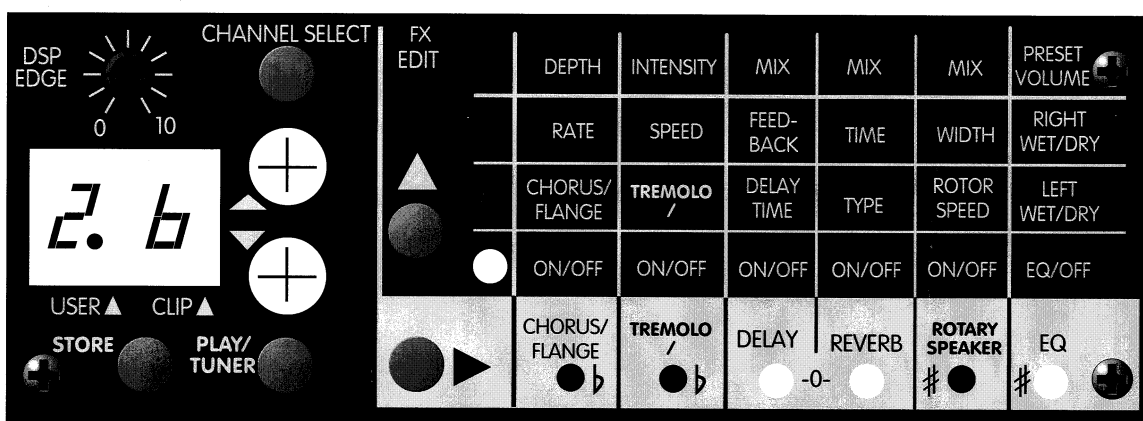 DSP
EDGE
0 10
CHANNEL SELECT
2. 6
USER CLIP
STORE
PLAY/
TUNER
FX
EDIT
DEPTH INTENSITY MIX MIX MIX PRESET
VOLUME
RATE SPEED FEED-
BACK TIME WIDTH RIGHT
WET/DRY
CHORUS/
FLANGE TREMOLO
/ DELAY
TIME TYPE ROTOR
SPEED LEFT
WET/DRY
ON/OFF ON/OFF ON/OFF ON/OFF ON/OFF EQ/OFF
CHORUS/
FLANGE
♭
TREMOLO
/
♭
DELAY REVERB
-0-
ROTARY
SPEAKER
♯
EQ
♯